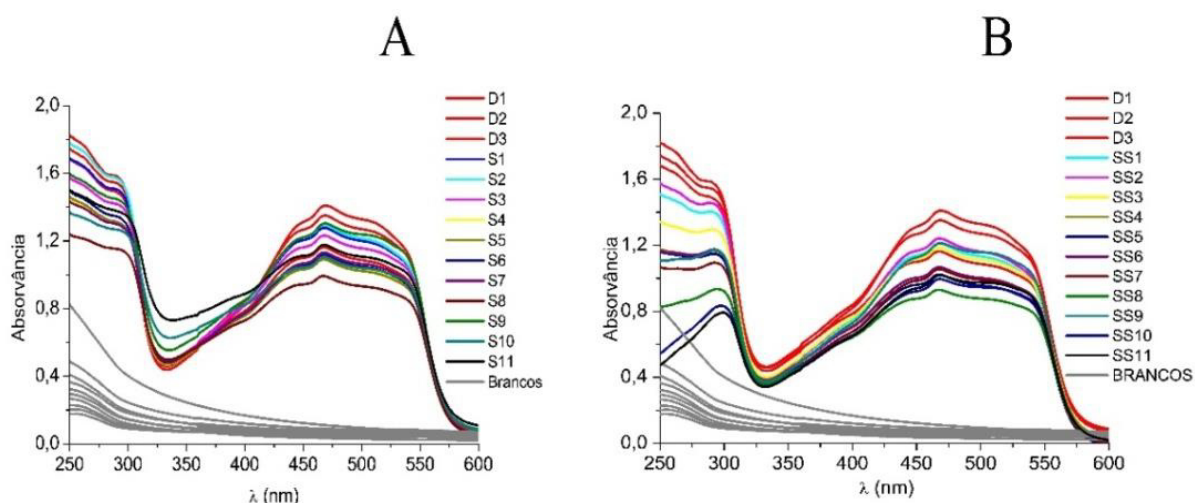 A
B
Absorvância
2,0
1,6
1,2
0,8
0,4
0,0
250 300 350 400 450 500 550 600
λ (nm)
D1
D2
D3
S1
S2
S3
S4
S5
S6
S7
S8
S9
S10
S11
Brancos
Absorvância
2,0
1,6
1,2
0,8
0,4
0,0
250 300 350 400 450 500 550 600
λ (nm)
D1
D2
D3
SS1
SS2
SS3
SS4
SS5
SS6
SS7
SS8
SS9
SS10
SS11
BRANCOS